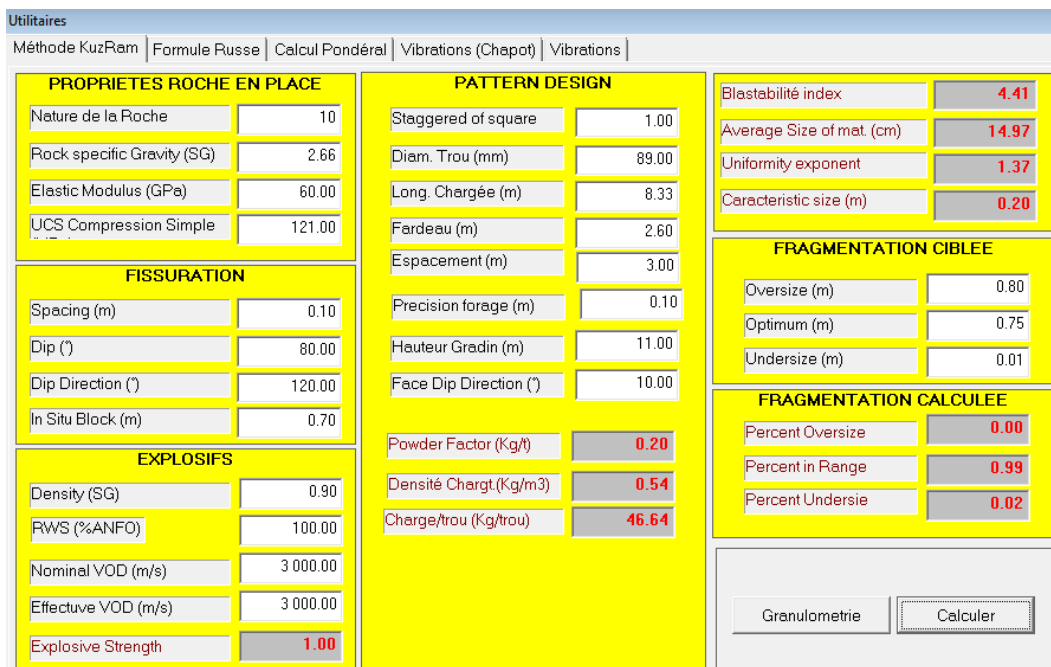 Utilitaires
Méthode KuzRam
Formule Russe
Calcul Pondéral
Vibrations (Chapot)
Vibrations
PROPRIETES ROCHE EN PLACE
Nature de la Roche 10
Rock specific Gravity (SG) 2.66
Elastic Modulus (GPa) 60.00
UCS Compression Simple 121.00
FISSURATION
Spacing (m) 0.10
Dip (°) 80.00
Dip Direction (°) 120.00
In Situ Block (m) 0.70
EXPLOSIFS
Density (SG) 0.90
RWS (%ANFO) 100.00
Nominal VOD (m/s) 3 000.00
Effectuve VOD (m/s) 3 000.00
Explosive Strength 1.00
PATTERN DESIGN
Staggered of square 1.00
Diam. Trou (mm) 89.00
Long. Chargée (m) 8.33
Fardeau (m) 2.60
Espacement (m) 3.00
Precision forage (m) 0.10
Hauteur Gradin (m) 11.00
Face Dip Direction (°) 10.00
Powder Factor (Kg/t) 0.20
Densité Chargt.(Kg/m3) 0.54
Charge/trou (Kg/trou) 46.64
Blastabilité index 4.41
Average Size of mat. (cm) 14.97
Uniformity exponent 1.37
Caracteristic size (m) 0.20
FRAGMENTATION CIBLEE
Oversize (m) 0.80
Optimum (m) 0.75
Undersize (m) 0.01
FRAGMENTATION CALCULEE
Percent Oversize 0.00
Percent in Range 0.99
Percent Undersie 0.02
Granulometrie
Calculer